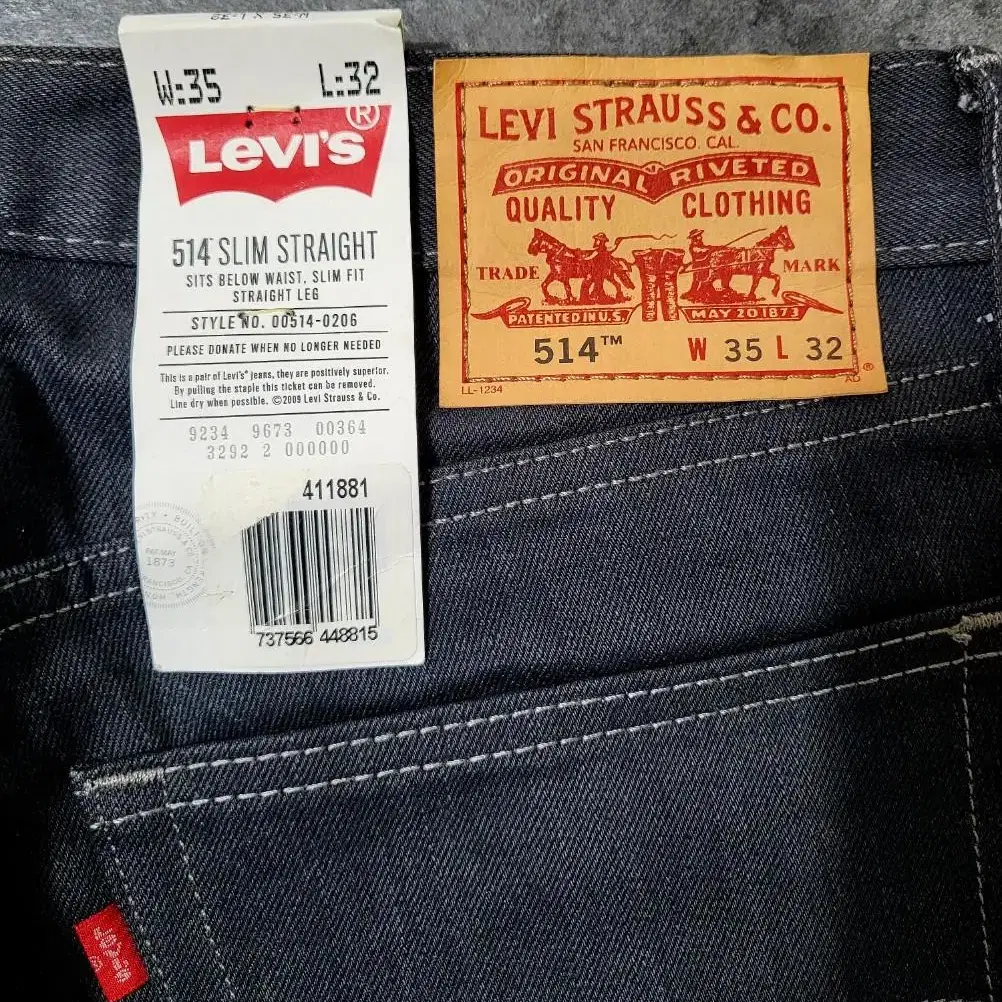 W:35 L:32
LEVI'S®
514™ SLIM STRAIGHT
SITS BELOW WAIST, SLIM FIT
STRAIGHT LEG
STYLE NO. 00514-0206
PLEASE DONATE WHEN NO LONGER NEEDED
This is a pair of Levi's® jeans, they are positively superior.
By pulling the staple this ticket can be removed.
Line dry when possible. ©2009 Levi Strauss & Co.
9234 9673 00364
3292 2 000000
411881
1873
737566 448815
LEVI STRAUSS & CO.
SAN FRANCISCO. CAL.
ORIGINAL RIVETED
QUALITY CLOTHING
TRADE MARK
PATENTED IN U.S. MAY 20 1873
514™ W 35 L 32
LL-1234 AD ®
Levi's ®